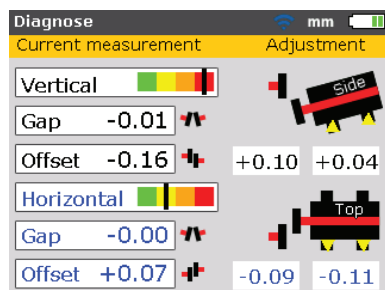 Diagnose mm
Current measurement Adjustment
Vertical
Side
Gap -0.01
Offset -0.16 +0.10 +0.04
Horizontal
Top
Gap -0.00
Offset +0.07 -0.09 -0.11